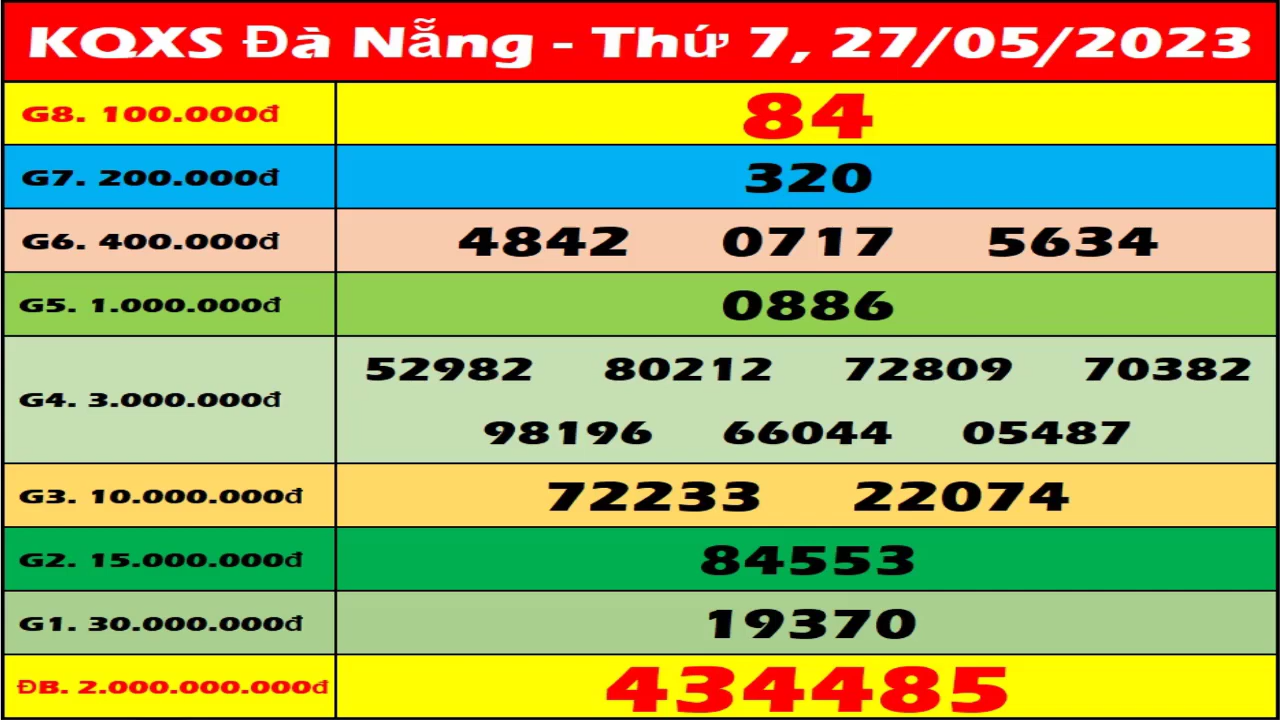 KQXS Đà Nẵng - Thứ 7, 27/05/2023
G8. 100.000đ 84
G7. 200.000đ 320
G6. 400.000đ 4842 0717 5634
G5. 1.000.000đ 0886
G4. 3.000.000đ
52982 80212 72809 70382
98196 66044 05487
G3. 10.000.000đ 72233 22074
G2. 15.000.000đ 84553
G1. 30.000.000đ 19370
ĐB. 2.000.000.000đ 434485